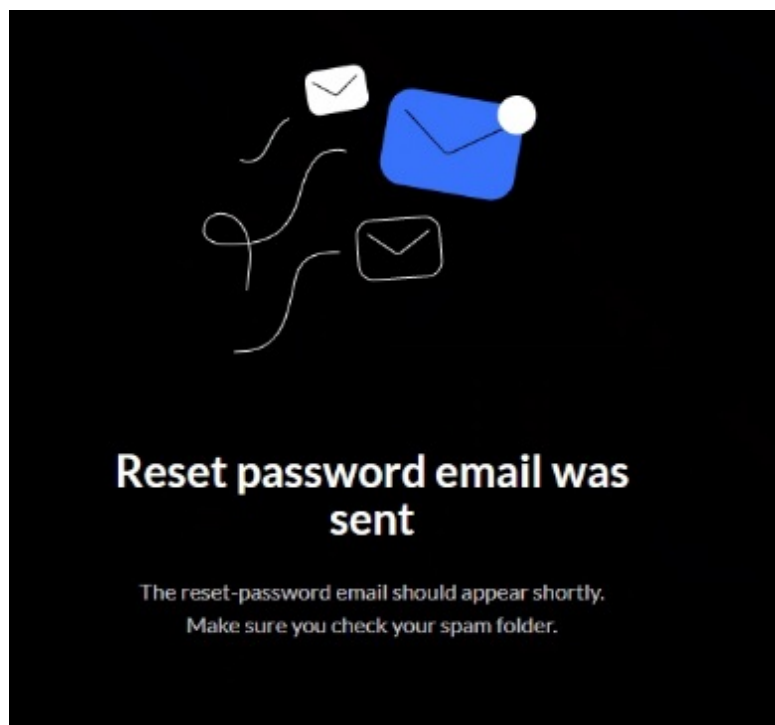 Reset password email was
sent
The reset-password email should appear shortly.
Make sure you check your spam folder.